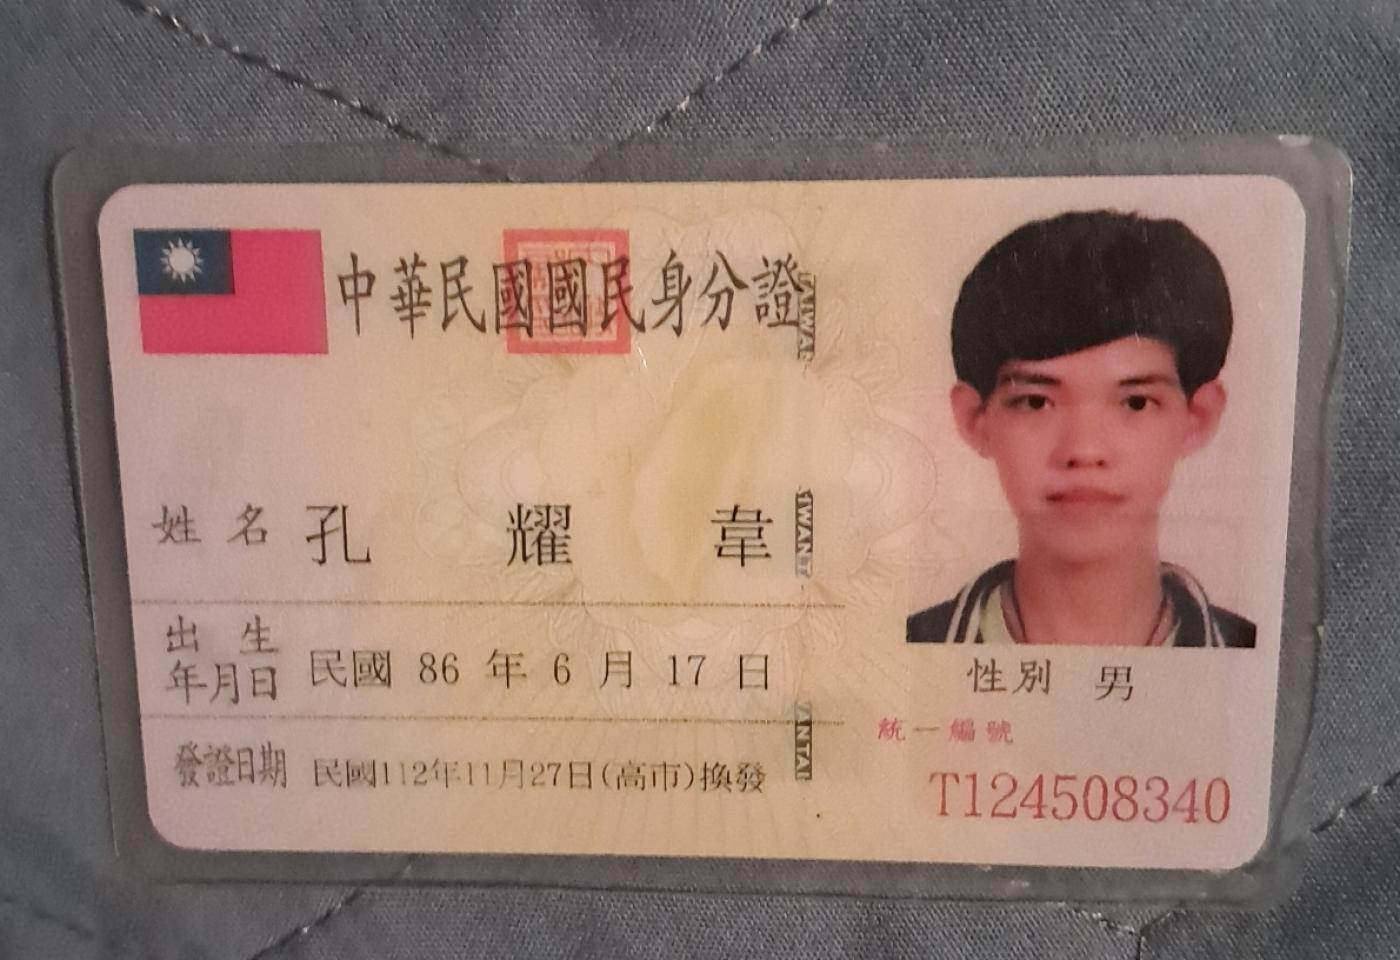 中華民國國民身分證
姓名 孔耀韋
出生年月日 民國 86 年 6 月 17 日
發證日期 民國112年11月27日(高市)換發
性別 男
統一編號
T124508340